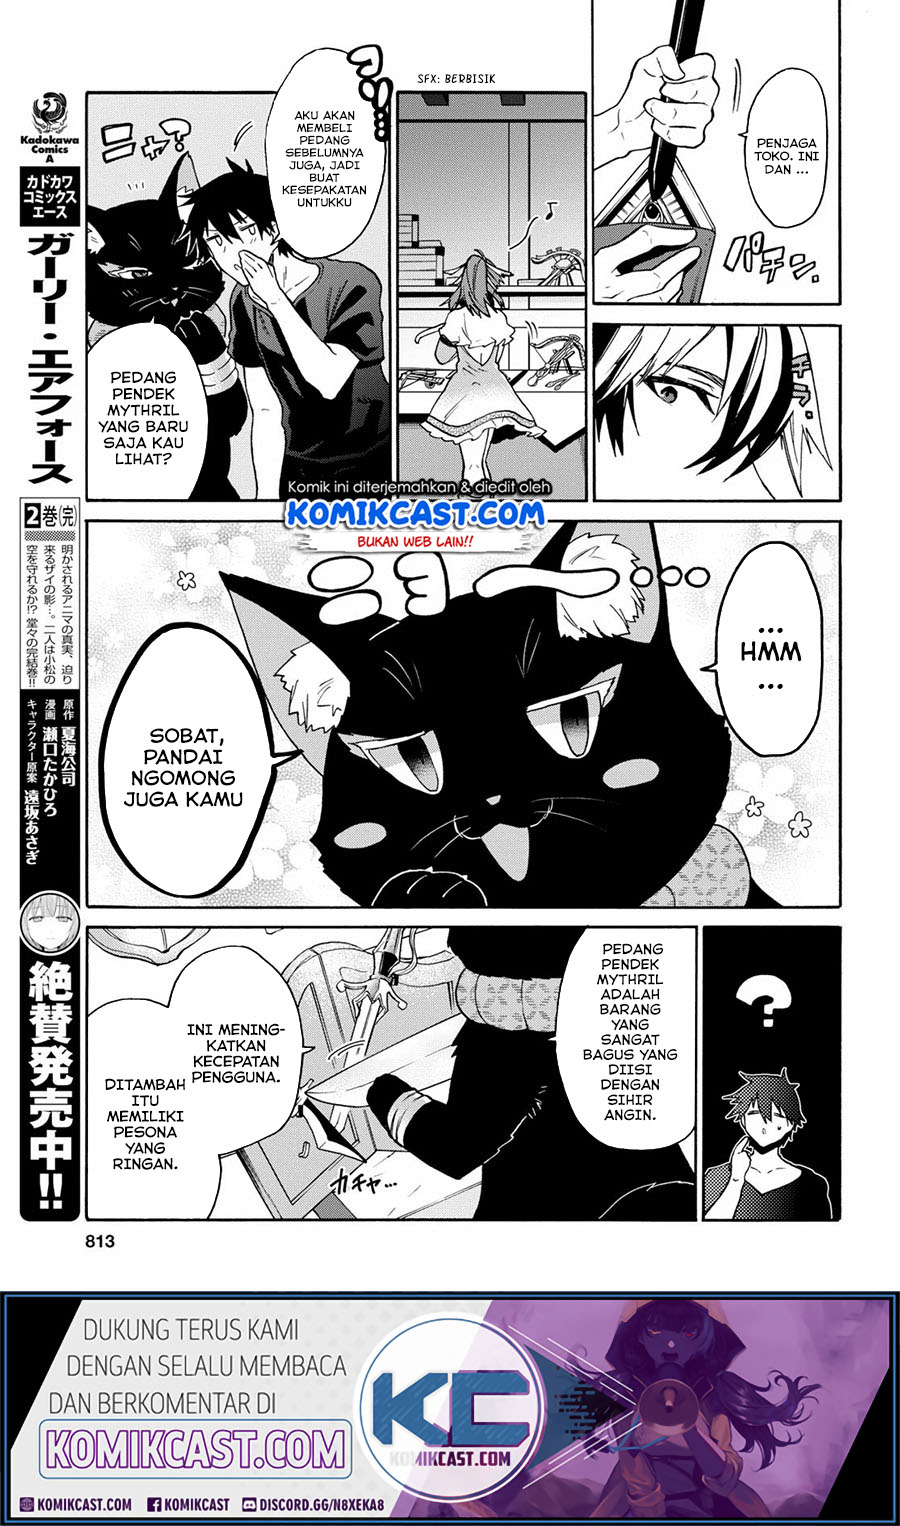 PENJAGA
TOKO. INI
DAN ...
パチン.
チラ.
SFX: BERBISIK
AKU AKAN
MEMBELI
PEDANG
SEBELUMNYA
JUGA, JADI
BUAT
KESEPAKATAN
UNTUKKU
ニャ?
PEDANG
PENDEK
MYTHRIL
YANG BARU
SAJA KAU
LIHAT?
Komik ini diterjemahkan & diedit oleh
KOMIKCAST.COM
BUKAN WEB LAIN!!
...
HMM
...
SOBAT,
PANDAI
NGOMONG
JUGA KAMU
?
PEDANG
PENDEK
MYTHRIL
ADALAH
BARANG
YANG
SANGAT
BAGUS YANG
DIISI
DENGAN
SIHIR
ANGIN.
INI MENING-
KATKAN
KECEPATAN
PENGGUNA.
DITAMBAH
ITU
MEMILIKI
PESONA
YANG
RINGAN.
ガチャ...
Kadokawa
Comics
A
カドカワ
コミックス
エース
ガーリー・エアフォース
2巻(完)
明かされるアニマの真実、迫り
来るザイの影…。二人は小松の
空を守れるか!? 堂々の完結巻!!
原作 夏海公司
漫画 瀬口たかひろ
キャラクター原案 遠坂あさぎ
絶賛発売中!!
813
DUKUNG TERUS KAMI
DENGAN SELALU MEMBACA
DAN BERKOMENTAR DI
KOMIKCAST.COM
KC
KOMIKCAST.COM
KOMIKCAST.COM
KOMIKCAST
DISCORD.GG/N8XEKA8